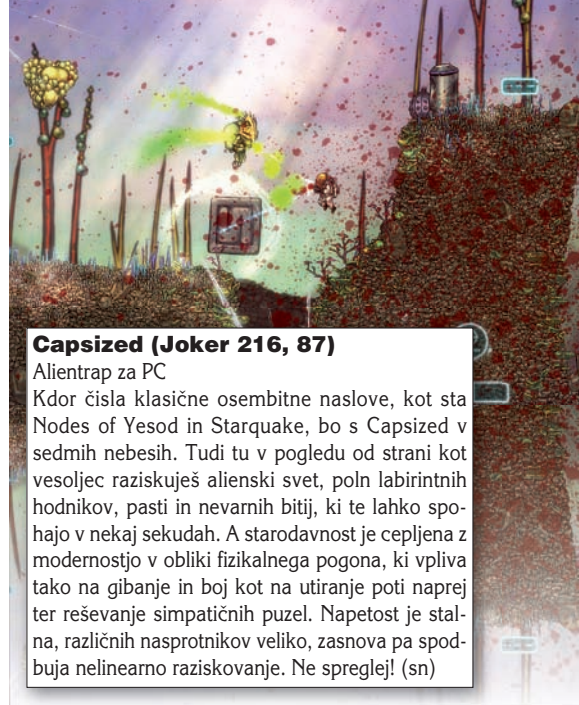 Capsized (Joker 216, 87)
Alientrap za PC
Kdor čisla klasične osembitne naslove, kot sta
Nodes of Yesod in Starquake, bo s Capsized v
sedmih nebesih. Tudi tu v pogledu od strani kot
vesoljec raziskuješ alienski svet, poln labirintnih
hodnikov, pasti in nevarnih bitij, ki te lahko spo-
hajo v nekaj sekudah. A starodavnost je cepljena z
modernostjo v obliki fizikalnega pogona, ki vpliva
tako na gibanje in boj kot na utiranje poti naprej
ter reševanje simpatičnih puzel. Napetost je stal-
na, različnih nasprotnikov veliko, zasnova pa spod-
buja nelinearno raziskovanje. Ne spreglej! (sn)